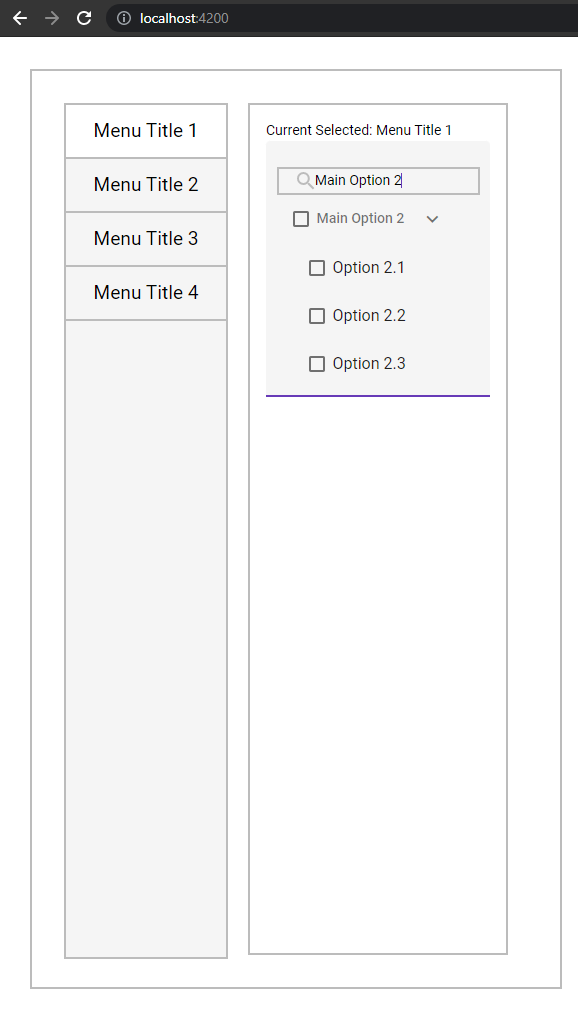 localhost:4200
Menu Title 1
Menu Title 2
Menu Title 3
Menu Title 4
Current Selected: Menu Title 1
Main Option 2
Main Option 2
Option 2.1
Option 2.2
Option 2.3